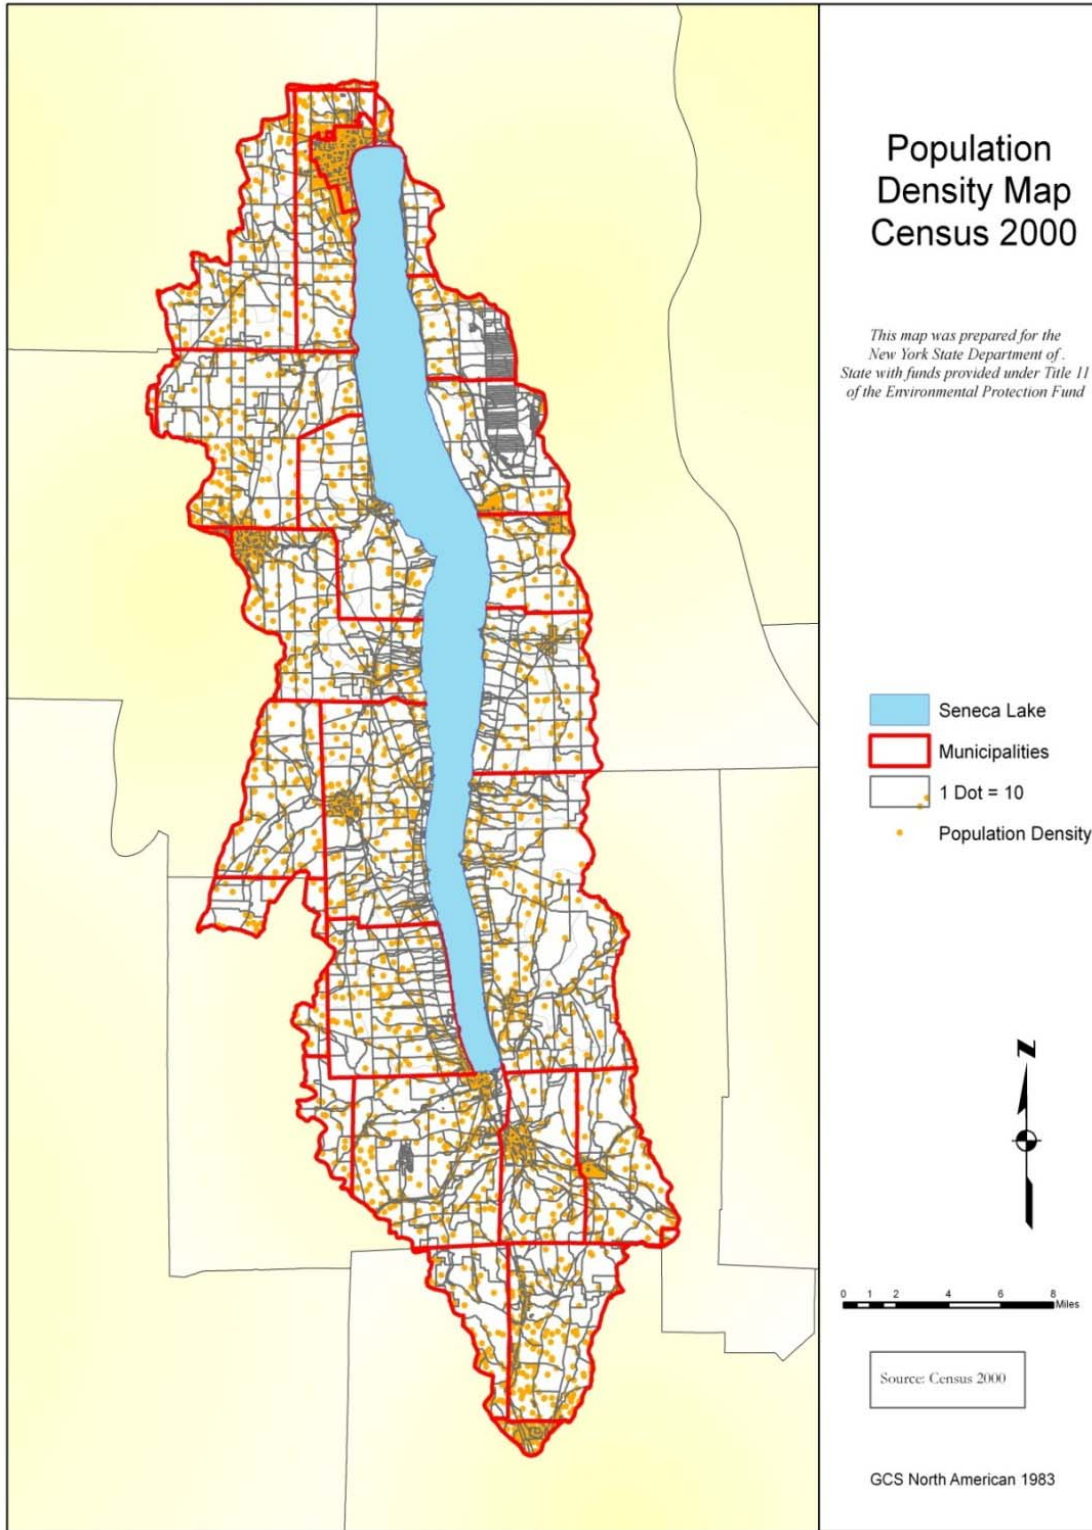 Population
Density Map
Census 2000
This map was prepared for the
New York State Department of .
State with funds provided under Title 11
of the Environmental Protection Fund
Seneca Lake
Municipalities
1 Dot = 10
Population Density
N
0 1 2 4 6 8
Miles
Source: Census 2000
GCS North American 1983